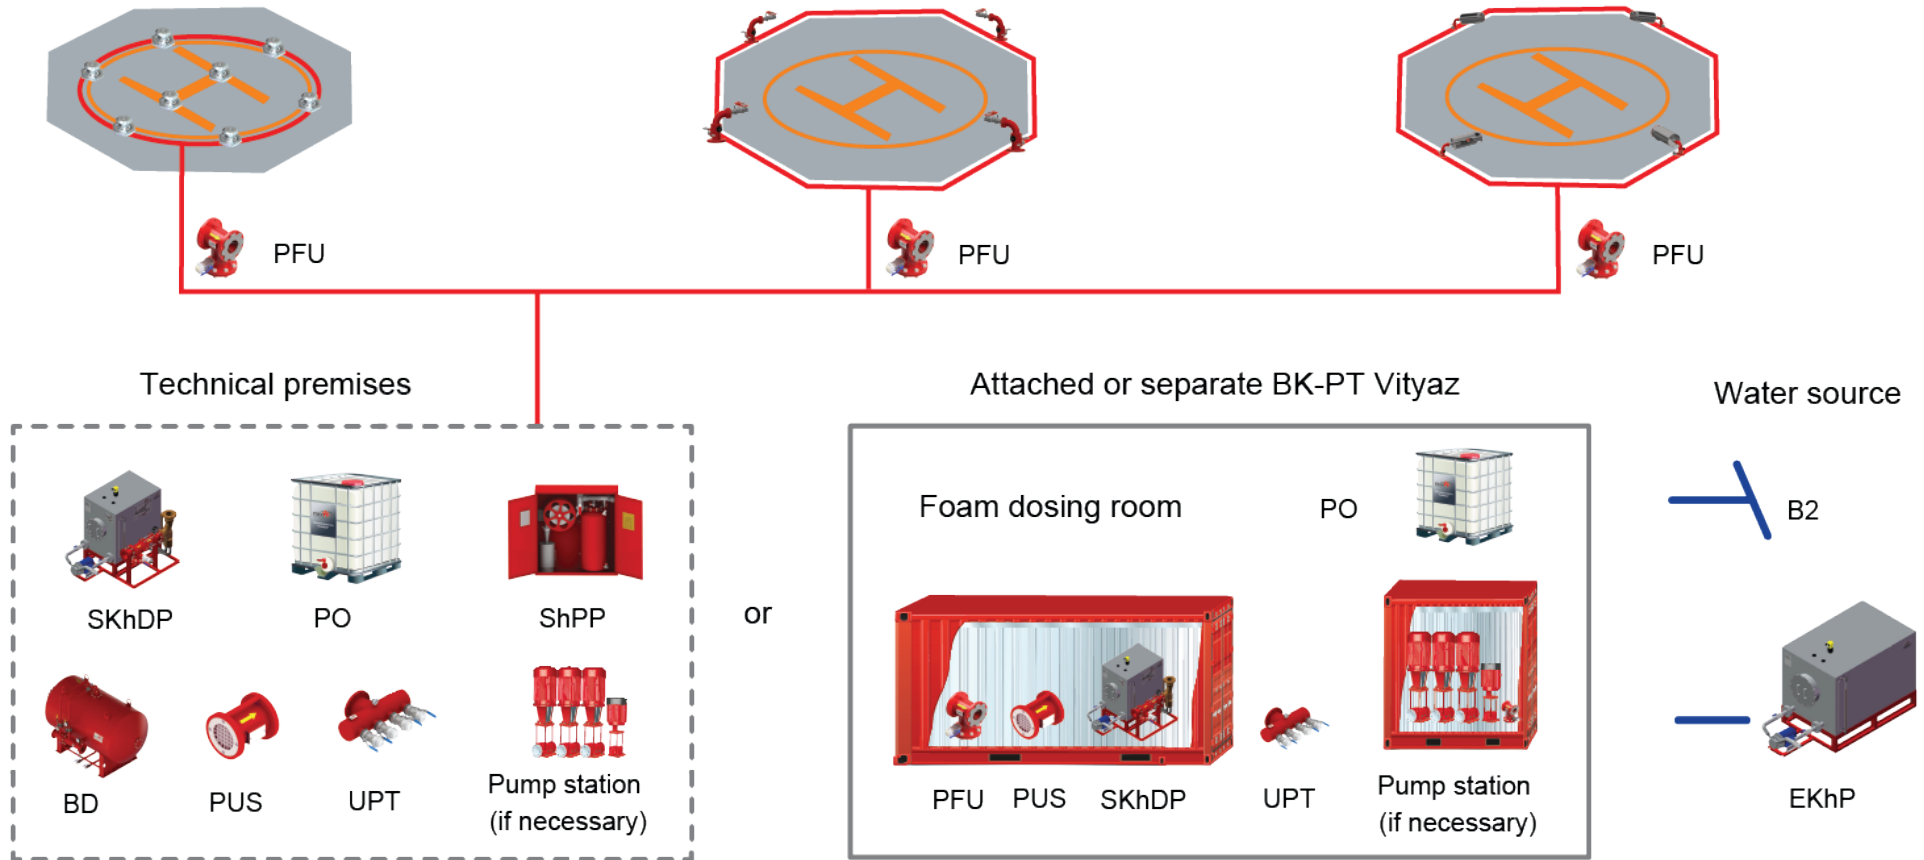 PFU
PFU
PFU
Technical premises
Attached or separate BK-PT Vityaz
Water source
Foam dosing room
PO
B2
SKhDP
PO
ShPP
or
BD
PUS
UPT
Pump station
(if necessary)
PFU
PUS
SKhDP
UPT
Pump station
(if necessary)
EKhP